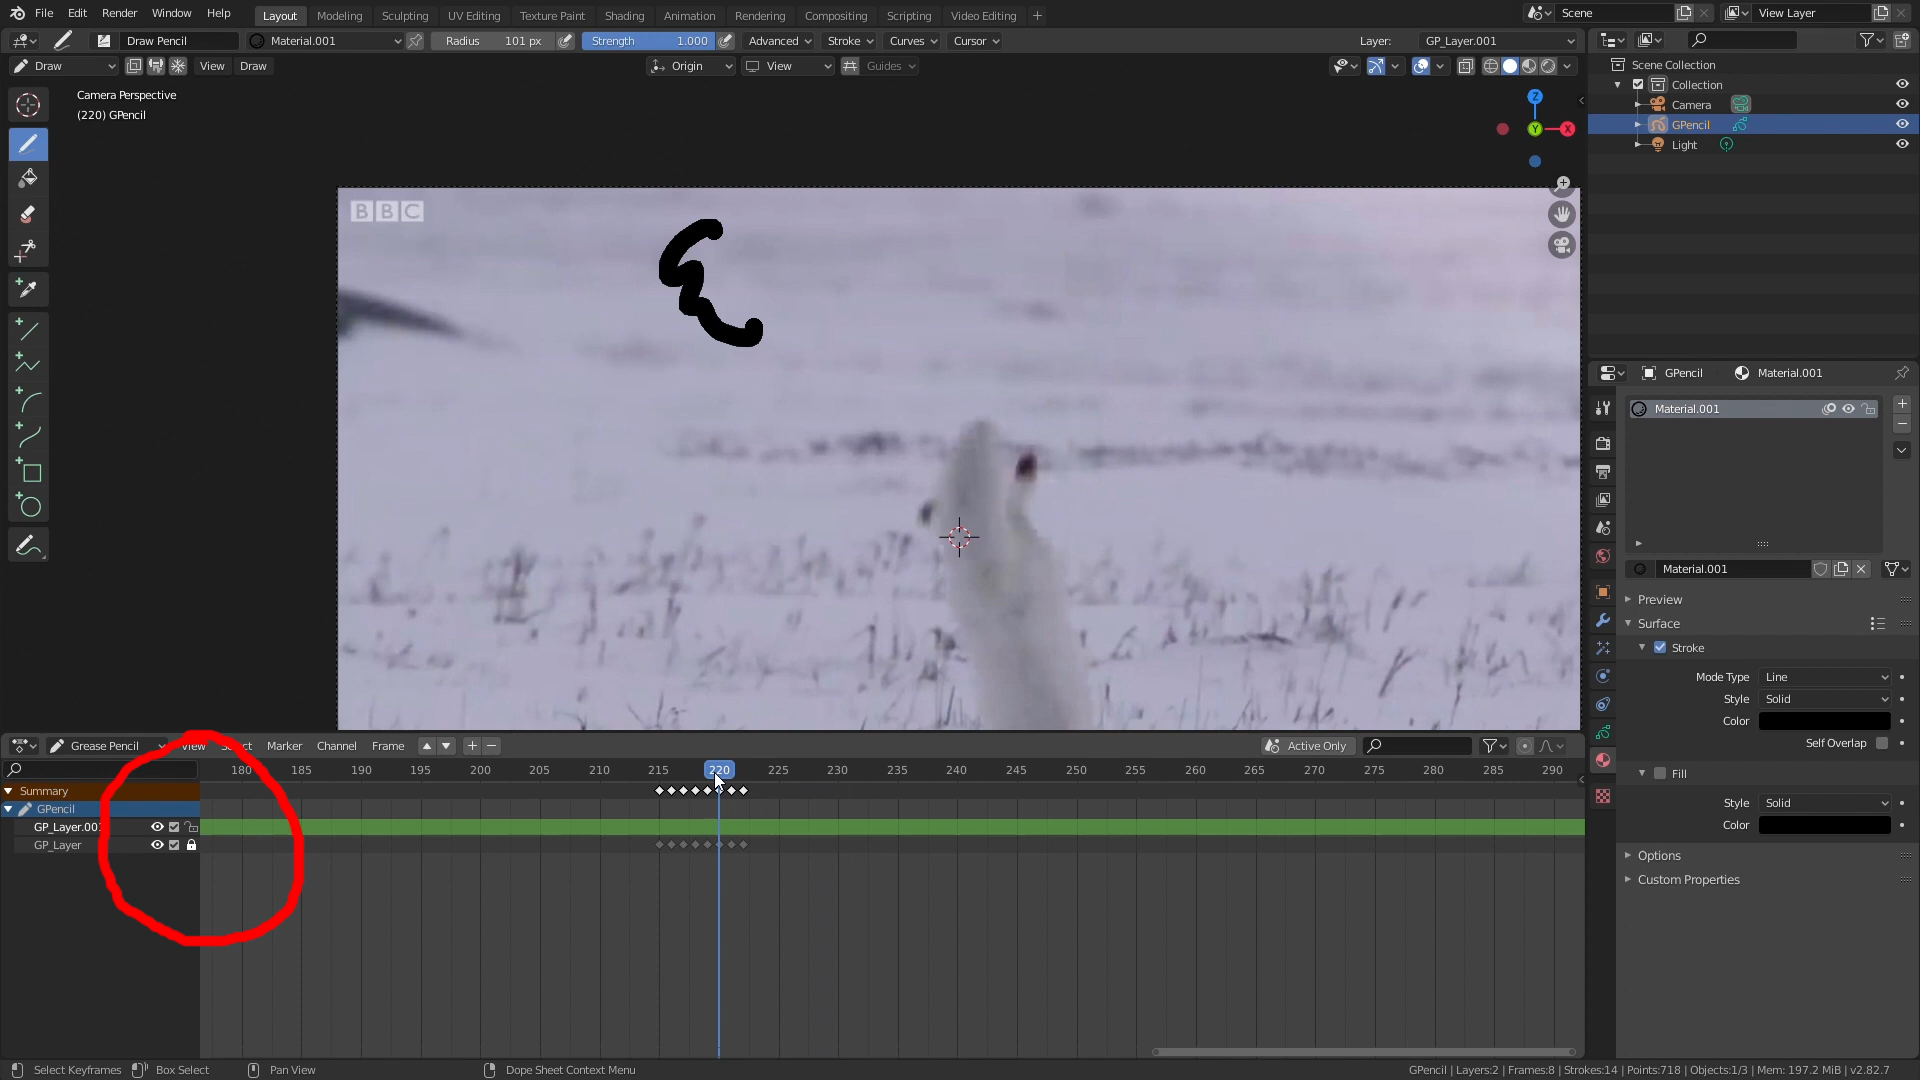 File Edit Render Window Help Layout Modeling Sculpting UV Editing Texture Paint Shading Animation Rendering Compositing Scripting Video Editing + Scene View Layer
Draw Pencil Material.001 Radius 101 px Strength 1.000 Advanced Stroke Curves Cursor Layer: GP_Layer.001
Draw View Draw Origin View Guides
Scene Collection
Collection
Camera
GPencil
Light
Camera Perspective
(220) GPencil
Z
Y
X
BBC
GPencil Material.001
Material.001
Material.001
Preview
Surface
Stroke
Mode Type Line
Style Solid
Color
Self Overlap
Fill
Style Solid
Color
Options
Custom Properties
Grease Pencil View Select Marker Channel Frame Active Only
180 185 190 195 200 205 210 215 220 225 230 235 240 245 250 255 260 265 270 275 280 285 290
Summary
GPencil
GP_Layer.001
GP_Layer
Select Keyframes Box Select Pan View Dope Sheet Context Menu GPencil | Layers:2 | Frames:8 | Strokes:14 | Points:718 | Objects:1/3 | Mem: 197.2 MiB | v2.82.7